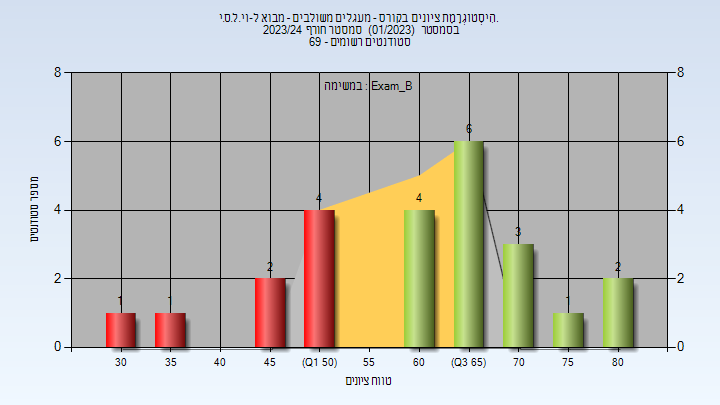 היסטוגרמת ציונים בקורס - מעגלים משולבים - מבוא ל-וי.ל.ס.י.
בסמסטר (01/2023) סמסטר חורף 2023/24
סטודנטים רשומים - 69
במשימה : Exam_B
8 8
6 6
4 4
2 2
0 0
מספר סטודנטים
1 1 2 4 4 6 3 1 2
30 35 40 45 (Q1 50) 55 60 (Q3 65) 70 75 80
טווח ציונים